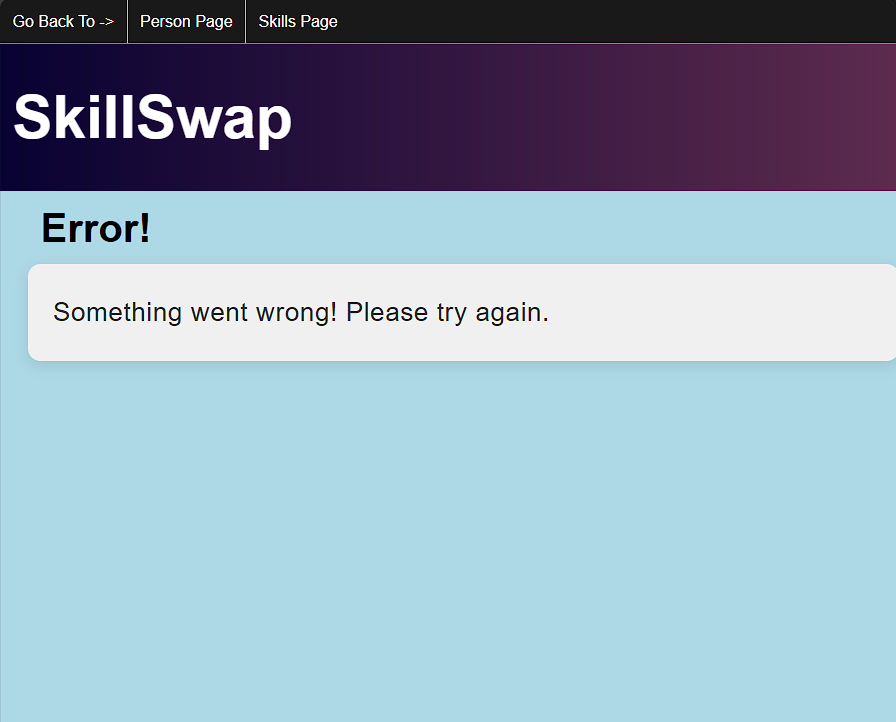 Go Back To -> Person Page Skills Page
SkillSwap
Error!
Something went wrong! Please try again.